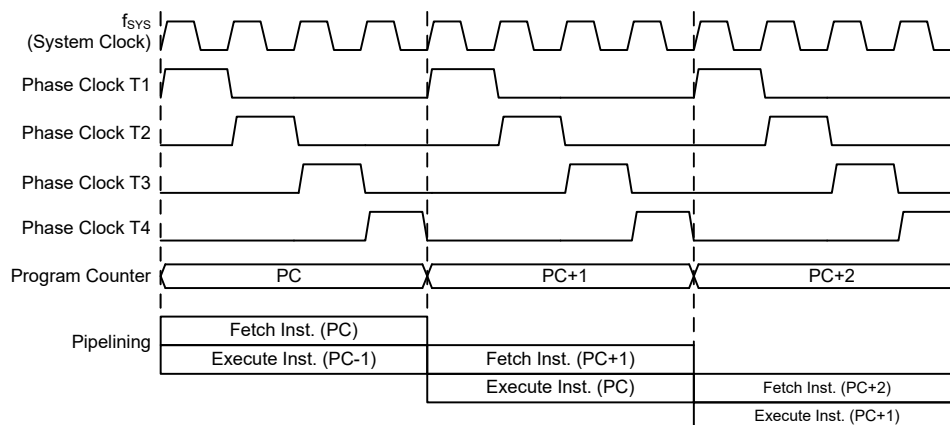 fSYS
(System Clock)
Phase Clock T1
Phase Clock T2
Phase Clock T3
Phase Clock T4
Program Counter PC PC+1 PC+2
Pipelining
Fetch Inst. (PC)
Execute Inst. (PC-1) Fetch Inst. (PC+1)
Execute Inst. (PC) Fetch Inst. (PC+2)
Execute Inst. (PC+1)